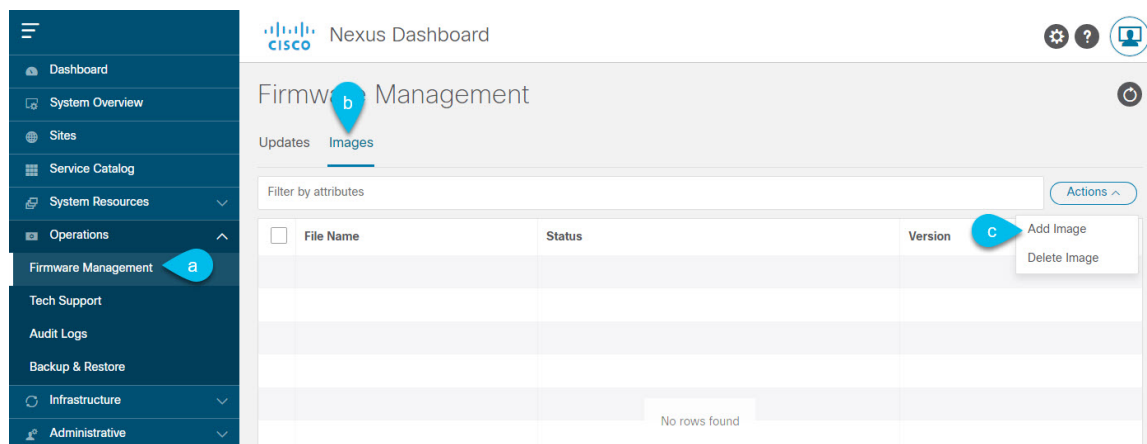 CISCO Nexus Dashboard
?
Dashboard
System Overview
Sites
Service Catalog
System Resources
Operations
Firmware Management
a
Tech Support
Audit Logs
Backup & Restore
Infrastructure
Administrative
Firmware Management
b
Updates Images
Filter by attributes
Actions
c
Add Image
Delete Image
File Name Status Version
No rows found